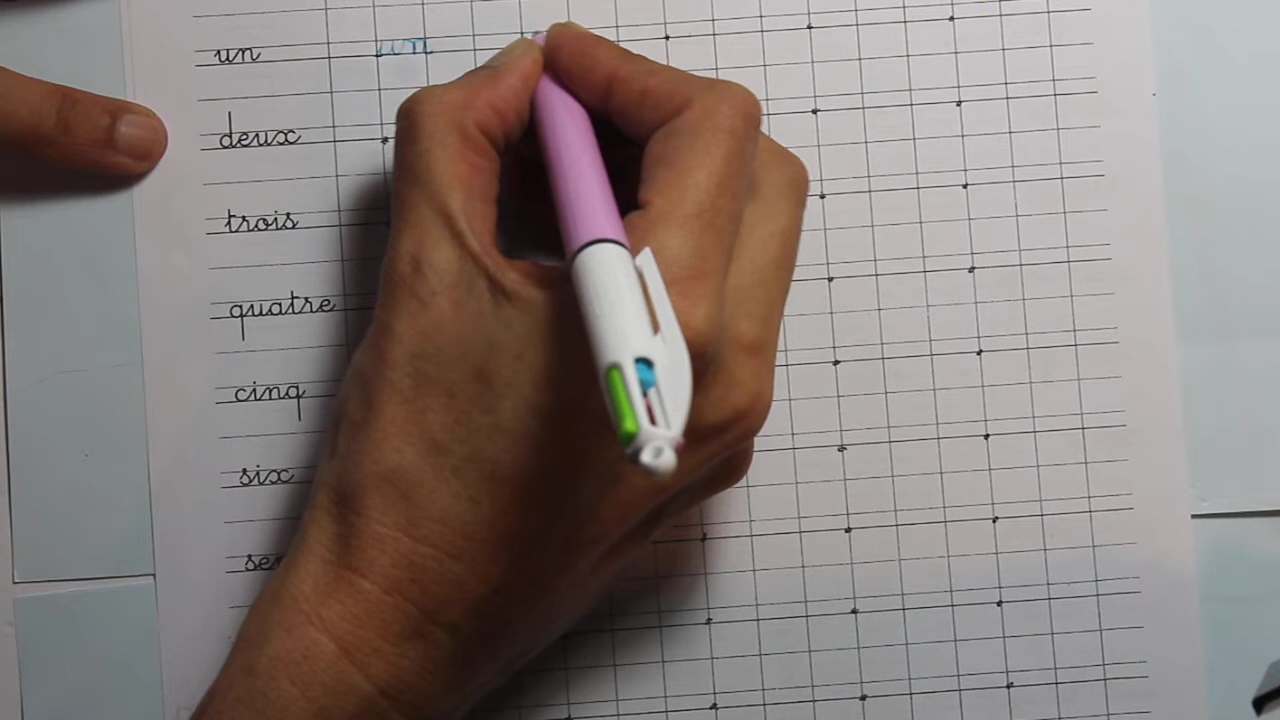 un un
deux
trois
quatre
cinq
six